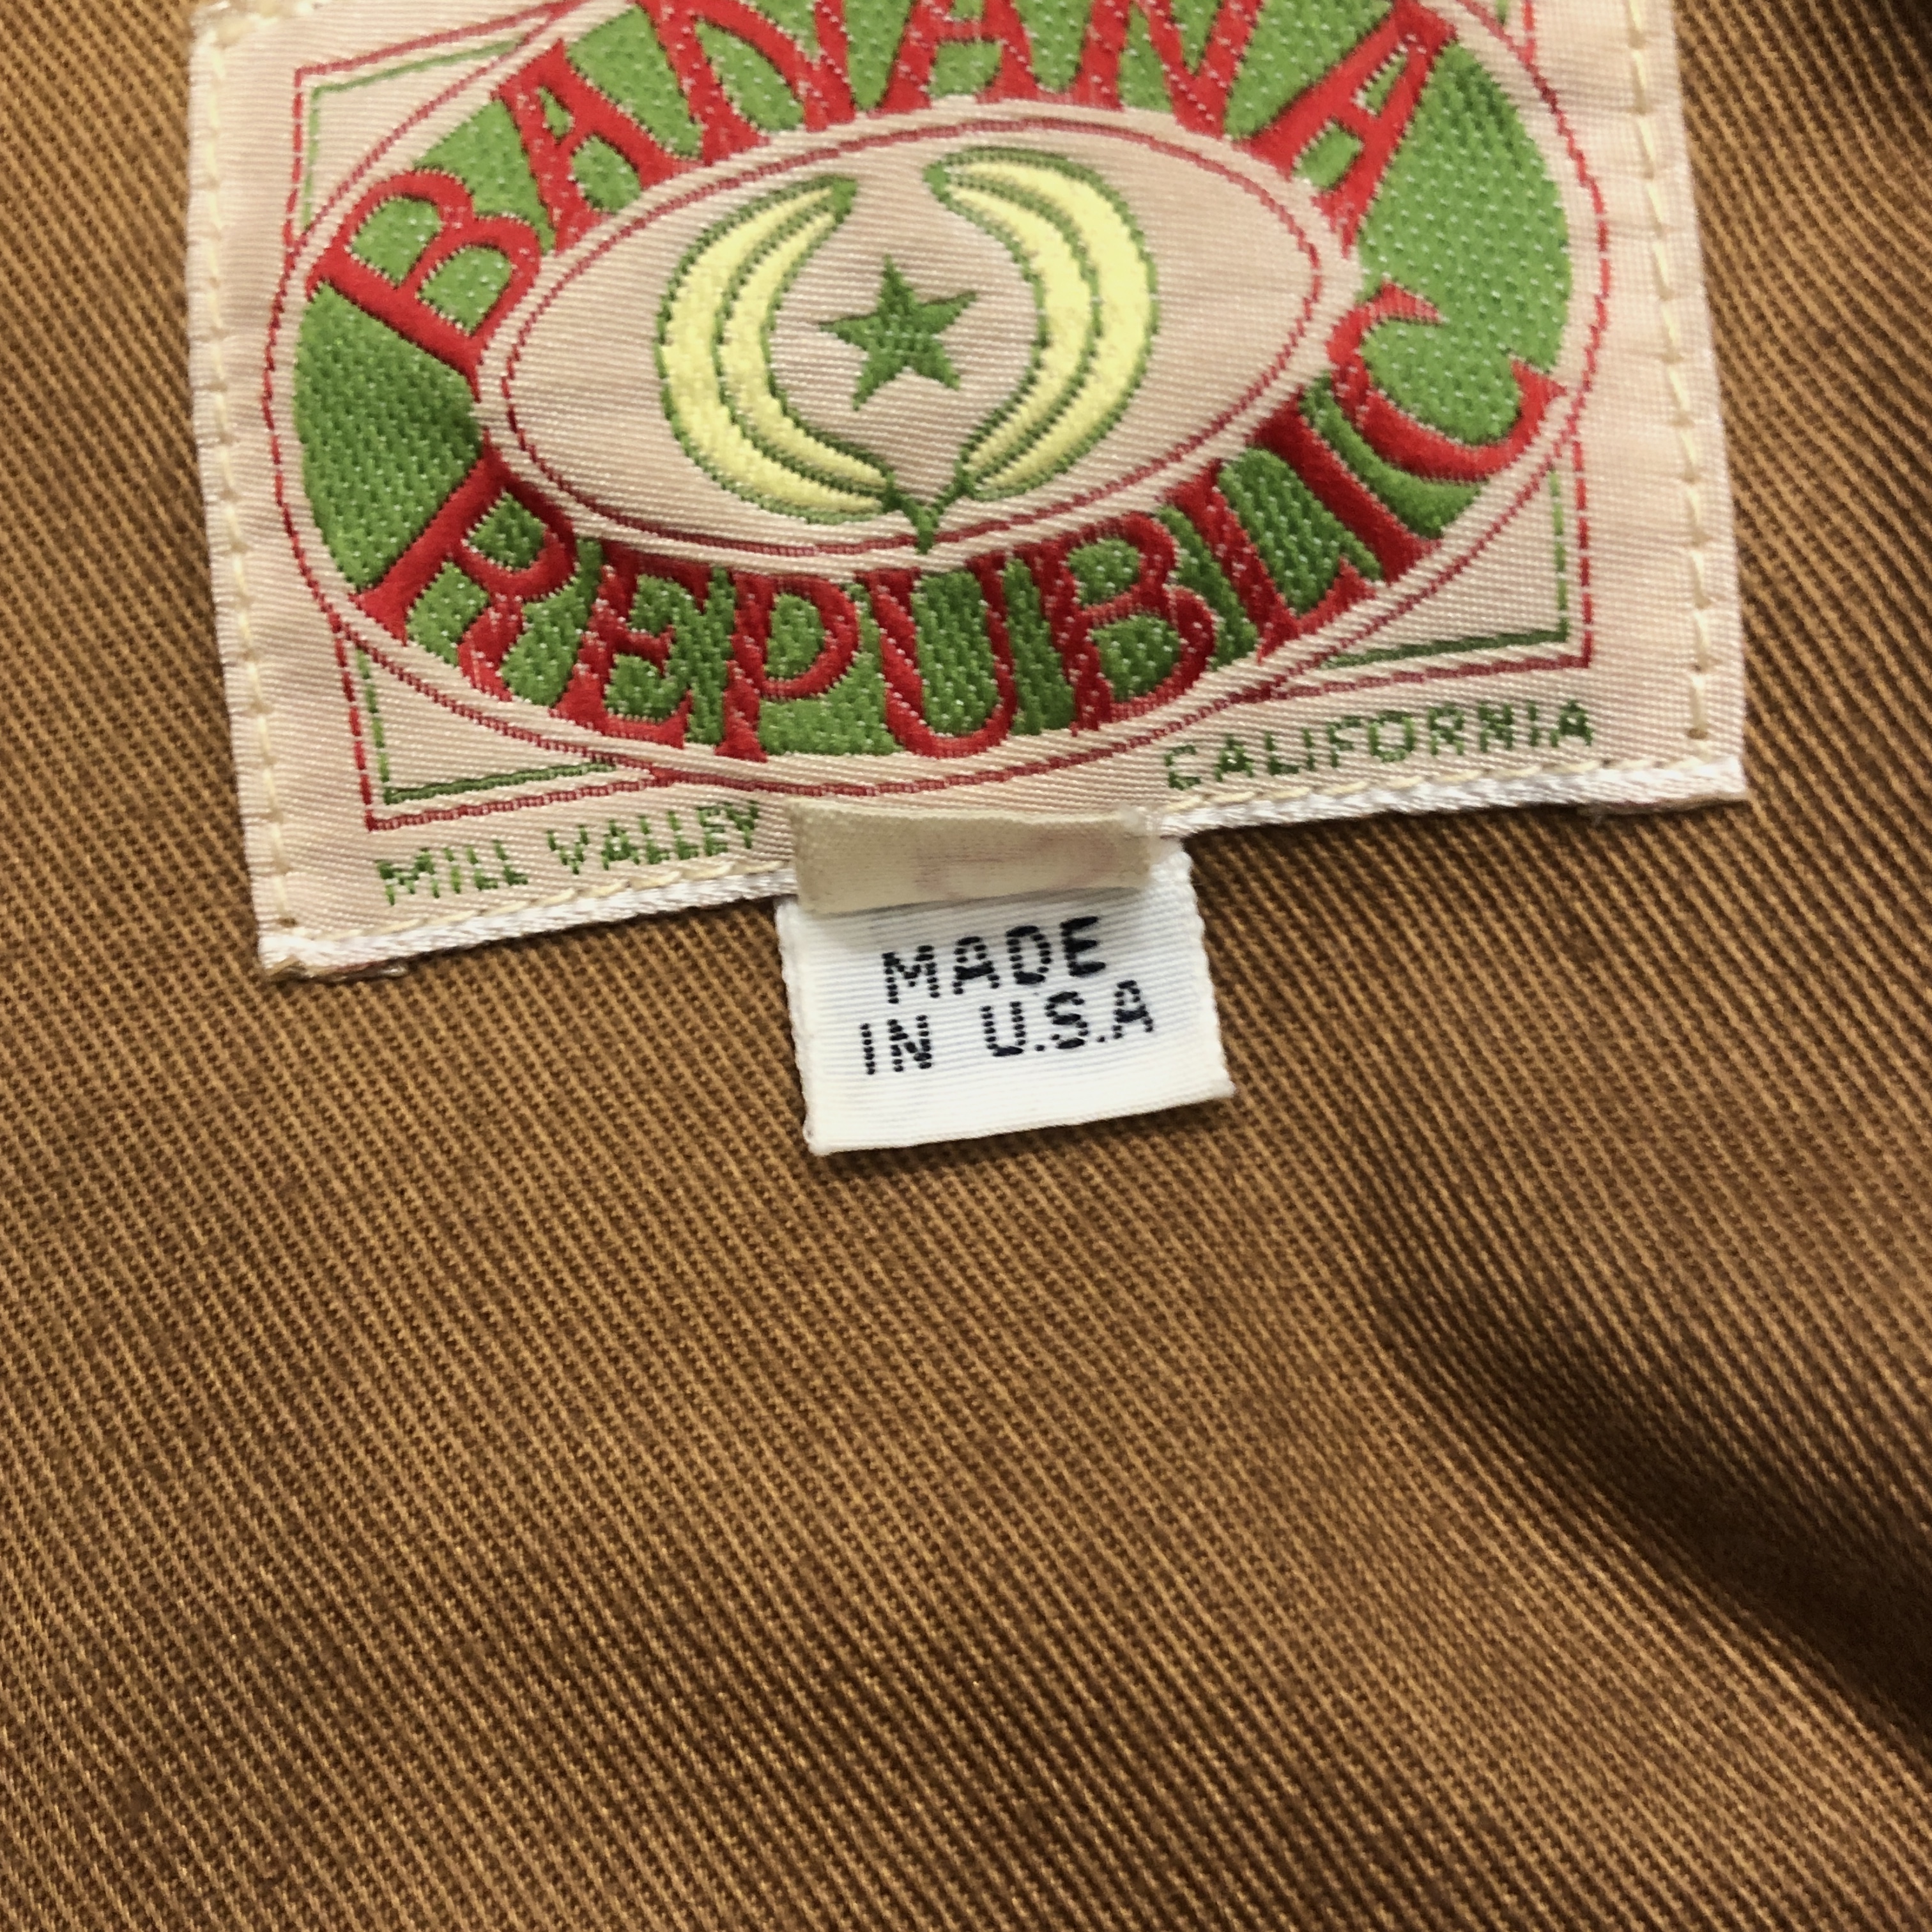 BANANA
REPUBLIC
MILL VALLEY CALIFORNIA
MADE
IN U.S.A